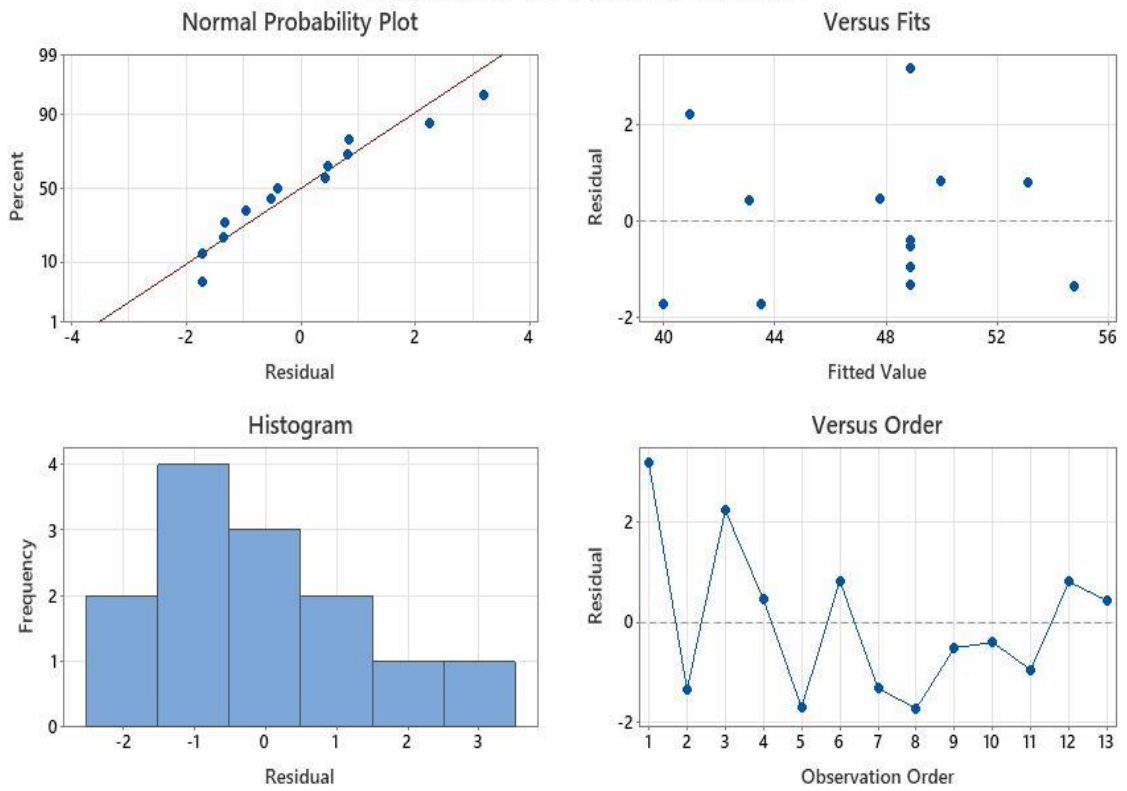 Normal Probability Plot
99
90
50
10
1
Percent
-4 -2 0 2 4
Residual
Versus Fits
2
0
-2
Residual
40 44 48 52 56
Fitted Value
Histogram
4
3
2
1
0
Frequency
-2 -1 0 1 2 3
Residual
Versus Order
2
0
-2
Residual
1 2 3 4 5 6 7 8 9 10 11 12 13
Observation Order